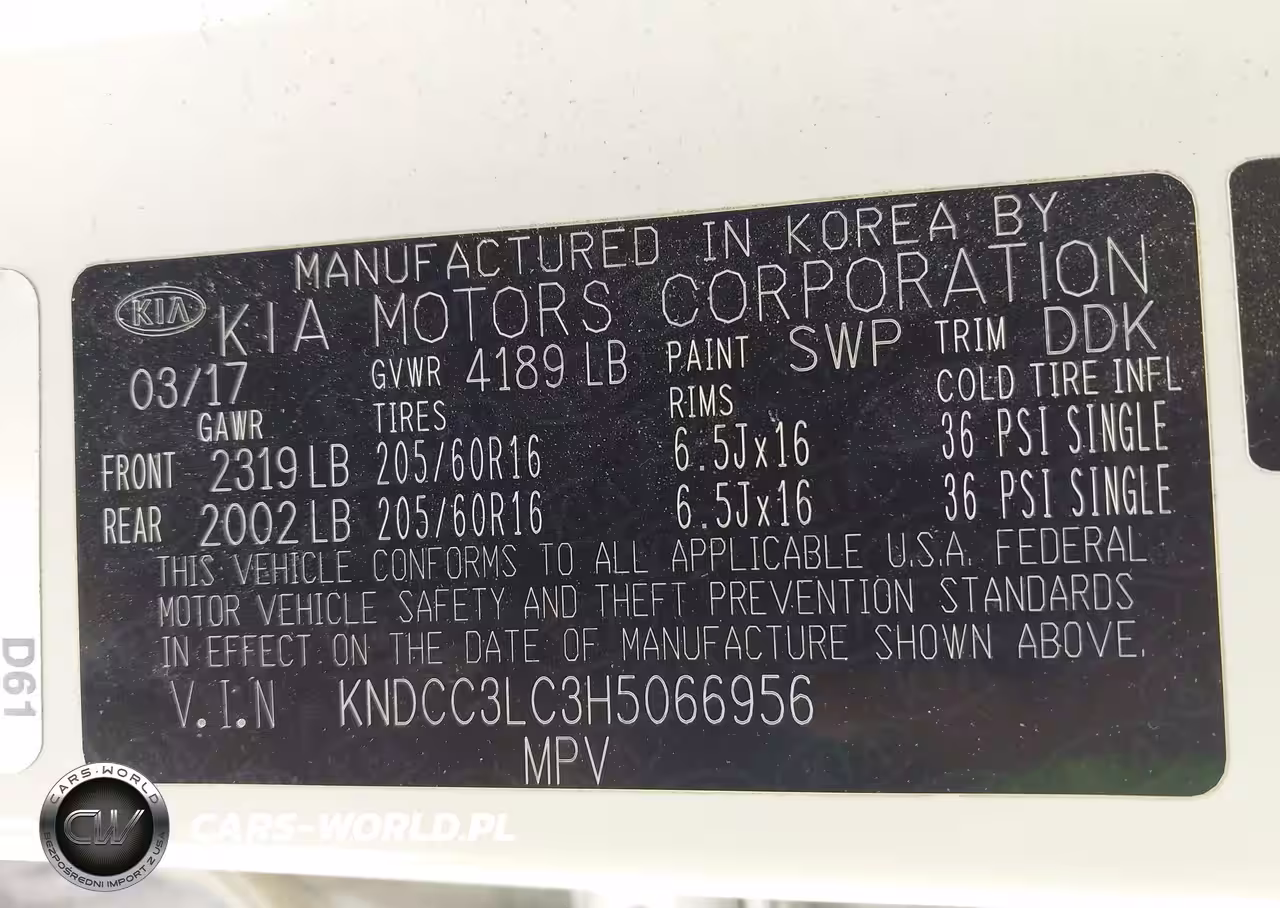 MANUFACTURED IN KOREA BY
KIA KIA MOTORS CORPORATION
03/17 GVWR 4189 LB PAINT SWP TRIM DDK
GAWR TIRES RIMS COLD TIRE INFL
FRONT 2319 LB 205/60R16 6.5Jx16 36 PSI SINGLE
REAR 2002 LB 205/60R16 6.5Jx16 36 PSI SINGLE
THIS VEHICLE CONFORMS TO ALL APPLICABLE U.S.A. FEDERAL
MOTOR VEHICLE SAFETY AND THEFT PREVENTION STANDARDS
IN EFFECT ON THE DATE OF MANUFACTURE SHOWN ABOVE.
V.I.N KNDCC3LC3H5066956
MPV
D61
CARS-WORLD
CW
BEZPOŚREDNI IMPORT Z USA
CARS-WORLD.PL